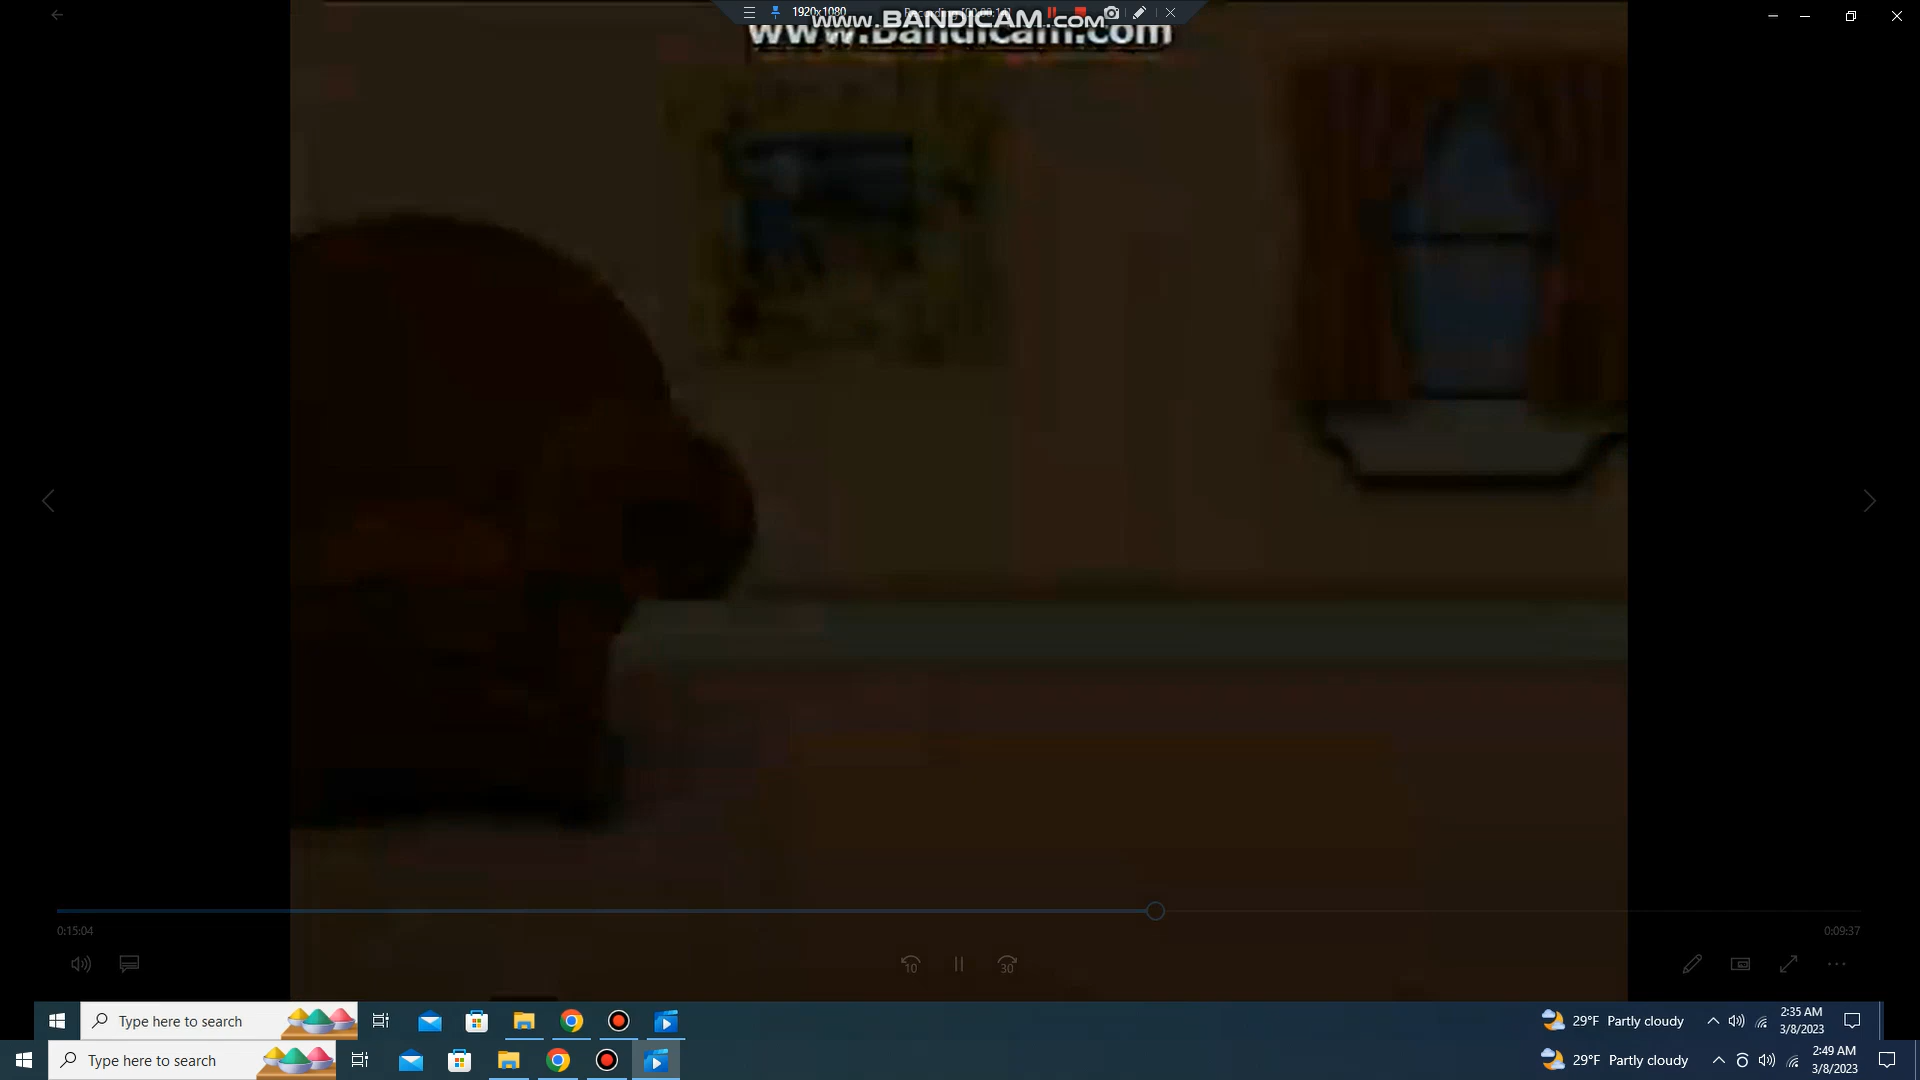 1920x1080
www.BANDICAM.com
www.Bandicam.com
0:15:04
0:09:37
10
30
Type here to search
29°F Partly cloudy
2:35 AM
3/8/2023
Type here to search
29°F Partly cloudy
2:49 AM
3/8/2023